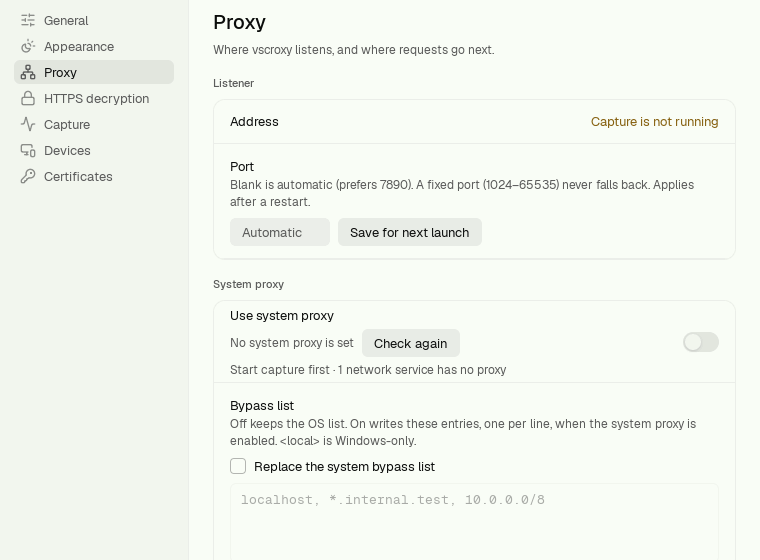 General
Appearance
Proxy
HTTPS decryption
Capture
Devices
Certificates
Proxy
Where vscroxy listens, and where requests go next.
Listener
Address
Capture is not running
Port
Blank is automatic (prefers 7890). A fixed port (1024–65535) never falls back. Applies
after a restart.
Automatic
Save for next launch
System proxy
Use system proxy
No system proxy is set
Check again
Start capture first · 1 network service has no proxy
Bypass list
Off keeps the OS list. On writes these entries, one per line, when the system proxy is
enabled. <local> is Windows-only.
Replace the system bypass list
localhost, *.internal.test, 10.0.0.0/8